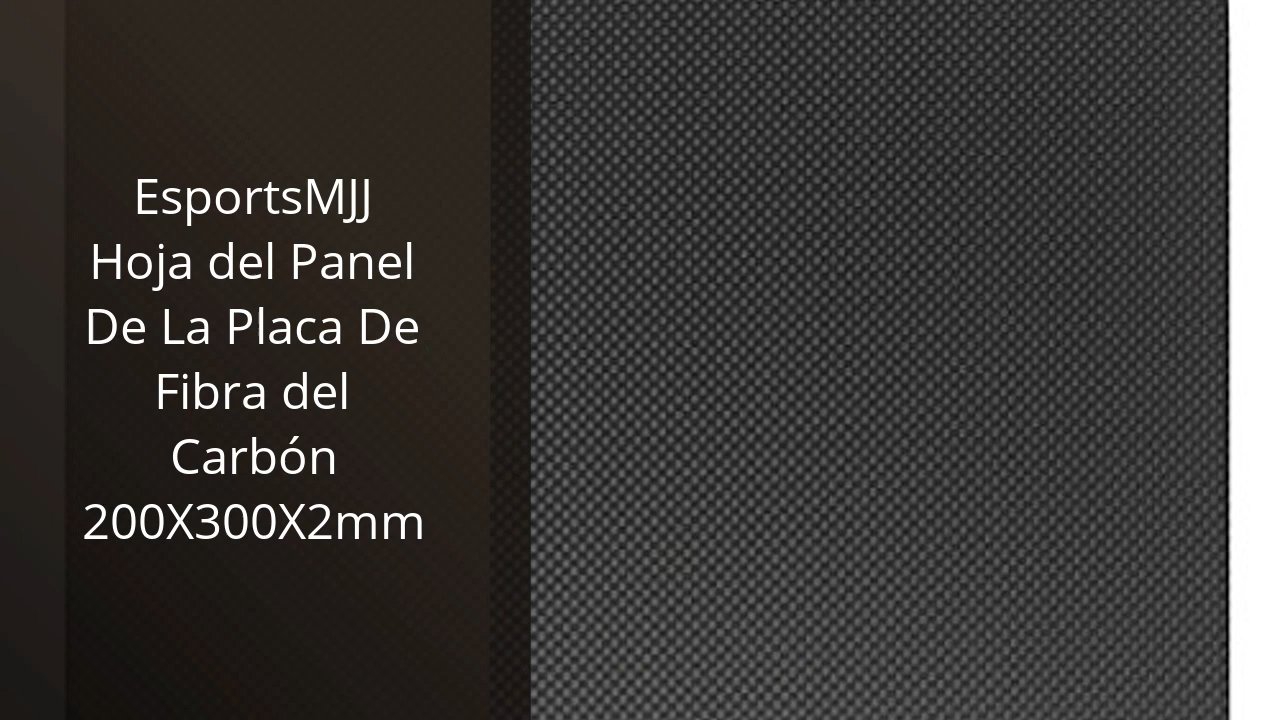 EsportsMJJ
Hoja del Panel
De La Placa De
Fibra del
Carbón
200X300X2mm